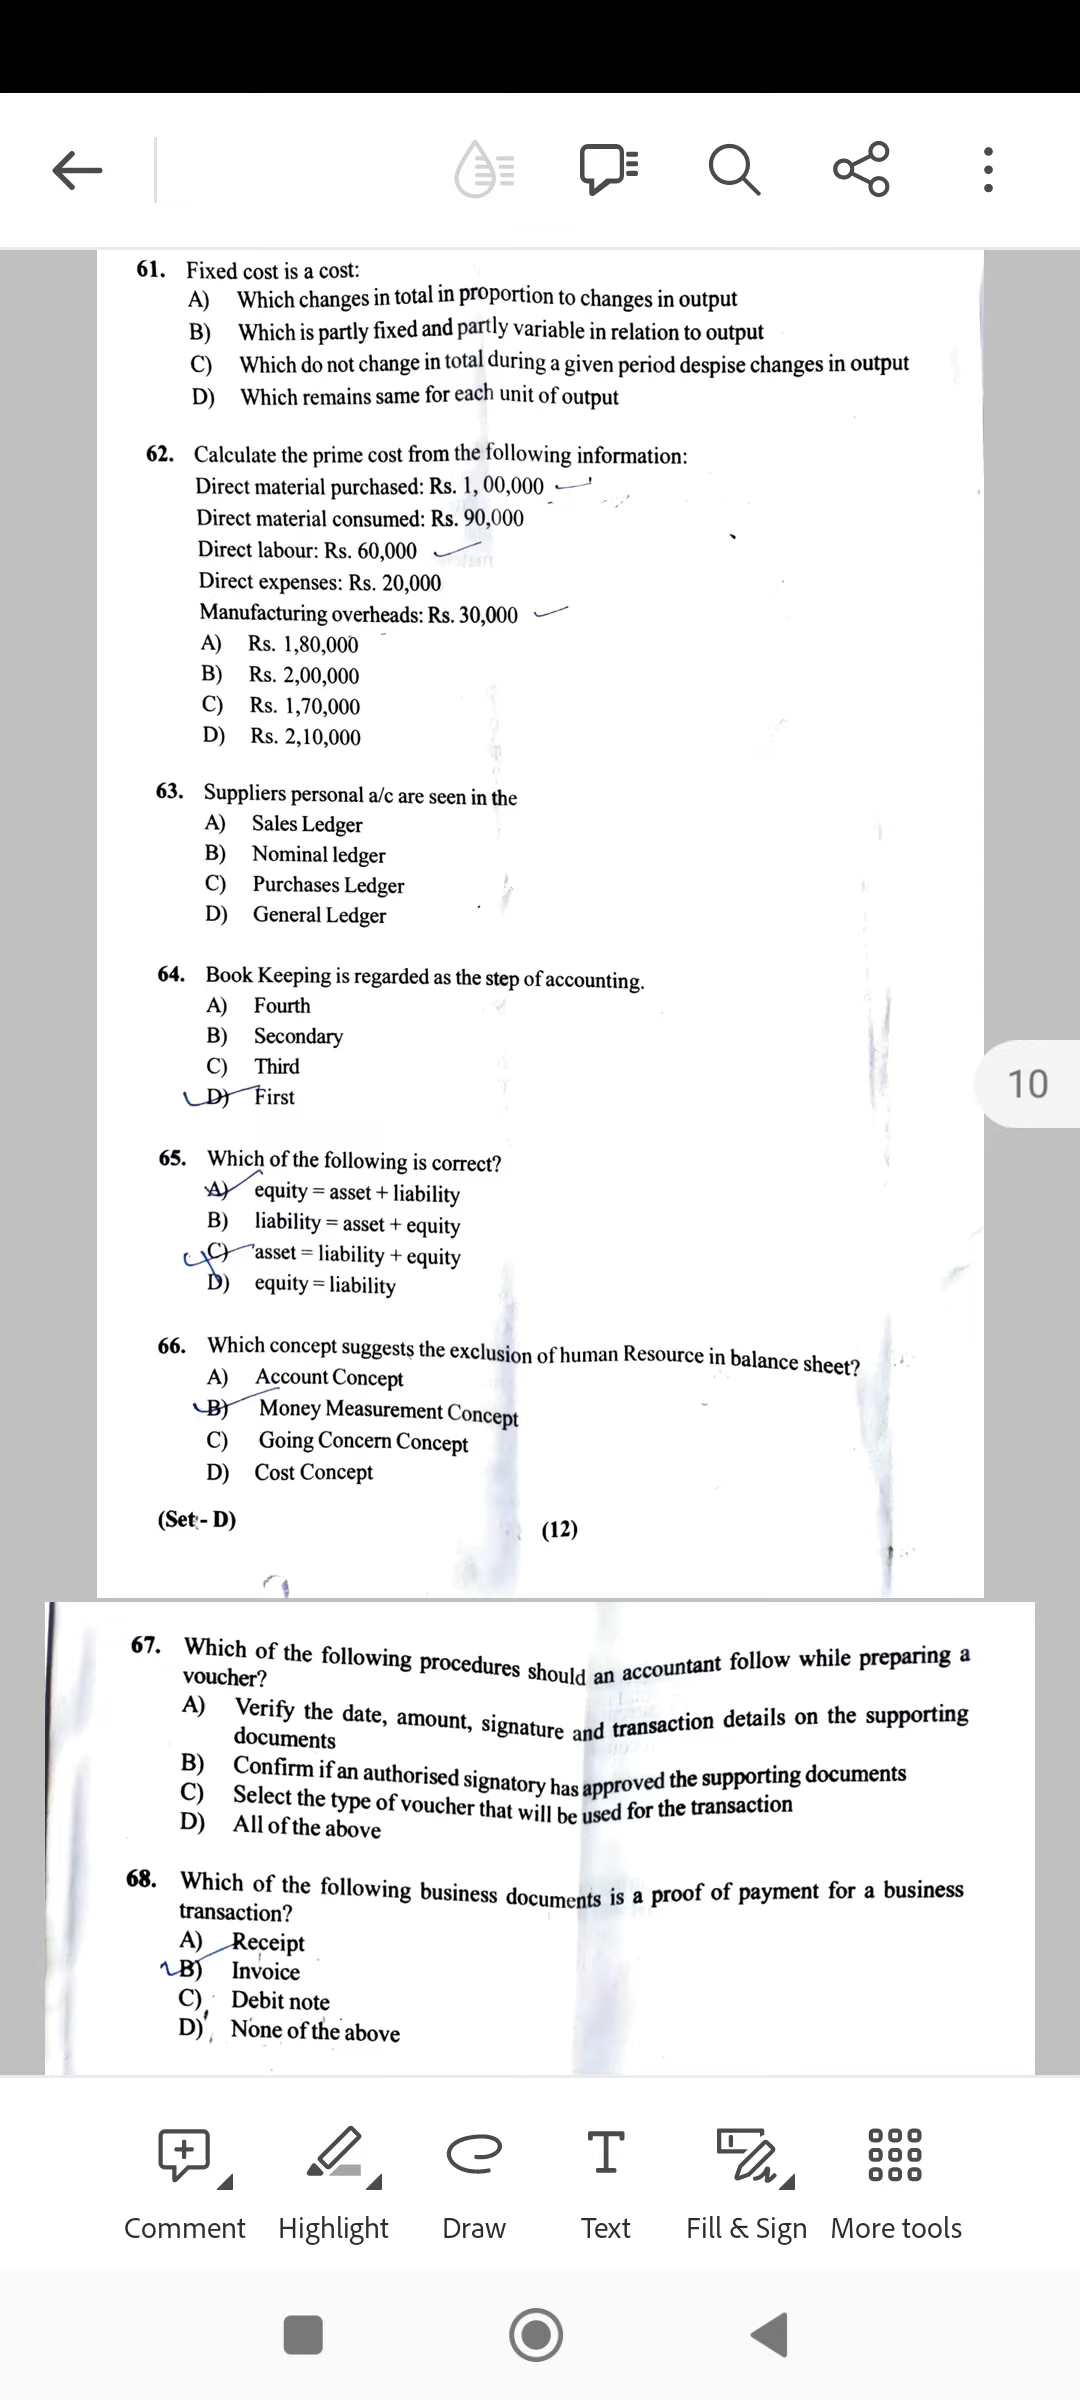 61. Fixed cost is a cost:
A) Which changes in total in proportion to changes in output
B) Which is partly fixed and partly variable in relation to output
C) Which do not change in total during a given period despise changes in output
D) Which remains same for each unit of output
62. Calculate the prime cost from the following information:
Direct material purchased: Rs. 1, 00,000
Direct material consumed: Rs. 90,000
Direct labour: Rs. 60,000
Direct expenses: Rs. 20,000
Manufacturing overheads: Rs. 30,000
A) Rs. 1,80,000
B) Rs. 2,00,000
C) Rs. 1,70,000
D) Rs. 2,10,000
63. Suppliers personal a/c are seen in the
A) Sales Ledger
B) Nominal ledger
C) Purchases Ledger
D) General Ledger
64. Book Keeping is regarded as the step of accounting.
A) Fourth
B) Secondary
C) Third
D) First
65. Which of the following is correct?
A) equity = asset + liability
B) liability = asset + equity
C) asset = liability + equity
D) equity = liability
66. Which concept suggests the exclusion of human Resource in balance sheet?
A) Account Concept
B) Money Measurement Concept
C) Going Concern Concept
D) Cost Concept
(Set - D)
(12)
10
67. Which of the following procedures should an accountant follow while preparing a
voucher?
A) Verify the date, amount, signature and transaction details on the supporting
documents
B) Confirm if an authorised signatory has approved the supporting documents
C) Select the type of voucher that will be used for the transaction
D) All of the above
68. Which of the following business documents is a proof of payment for a business
transaction?
A) Receipt
B) Invoice
C) Debit note
D) None of the above
Comment Highlight Draw Text Fill & Sign More tools